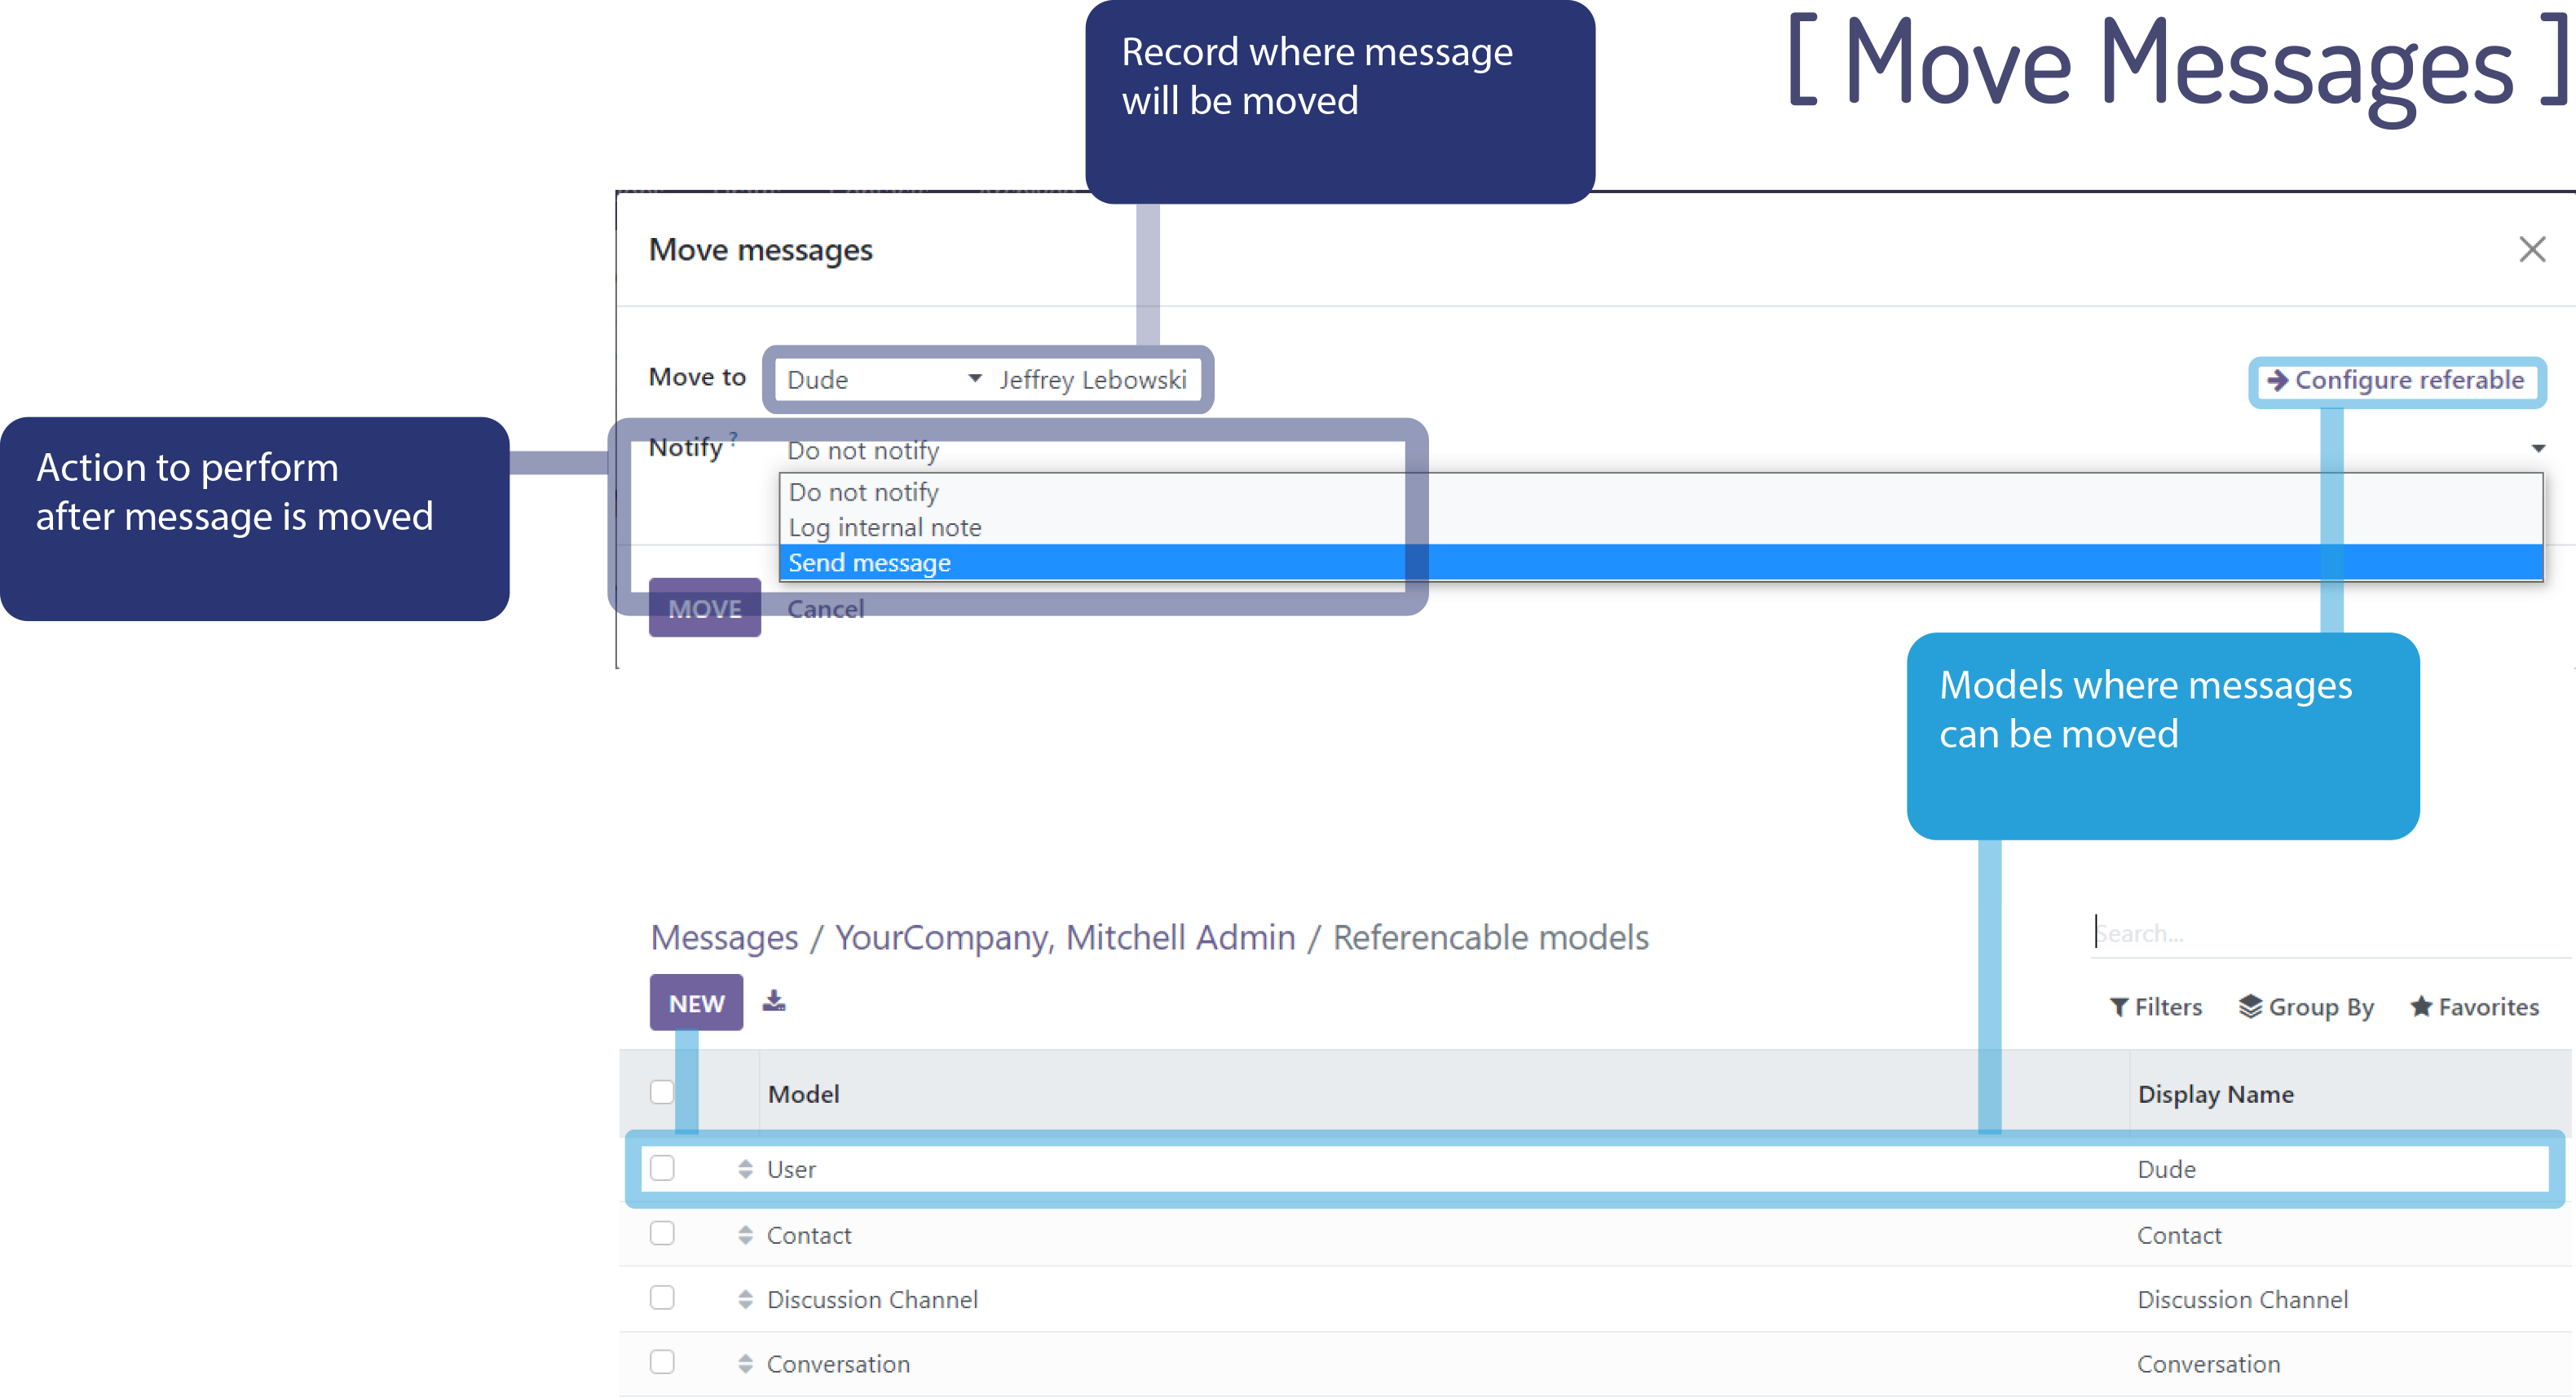 [ Move Messages ]
Record where message
will be moved
Move messages
Move to Dude Jeffrey Lebowski
Configure referable
Notify ? Do not notify
Do not notify
Log internal note
Send message
MOVE Cancel
Action to perform
after message is moved
Models where messages
can be moved
Messages / YourCompany, Mitchell Admin / Referencable models
Search...
NEW
Filters Group By Favorites
Model Display Name
User Dude
Contact Contact
Discussion Channel Discussion Channel
Conversation Conversation